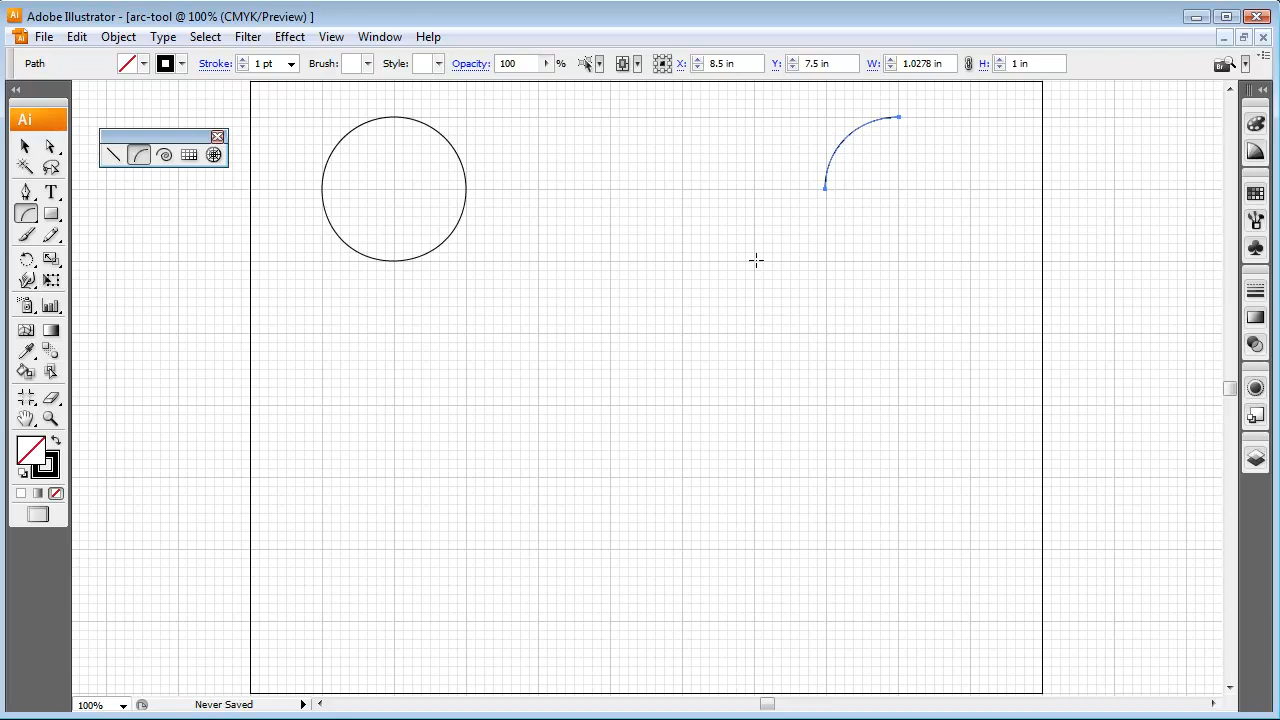 Adobe Illustrator - [arc-tool @ 100% (CMYK/Preview) ]
File Edit Object Type Select Filter Effect View Window Help
Path Stroke: 1 pt Brush: Style: Opacity: 100 % X: 8.5 in Y: 7.5 in W: 1.0278 in H: 1 in
Ai
T
100% Never Saved